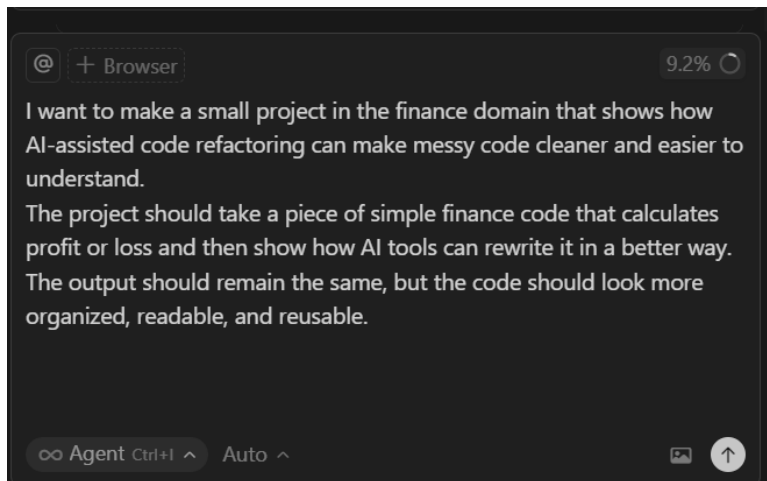 @ + Browser 9.2%
I want to make a small project in the finance domain that shows how
AI-assisted code refactoring can make messy code cleaner and easier to
understand.
The project should take a piece of simple finance code that calculates
profit or loss and then show how AI tools can rewrite it in a better way.
The output should remain the same, but the code should look more
organized, readable, and reusable.
Agent Ctrl+I Auto